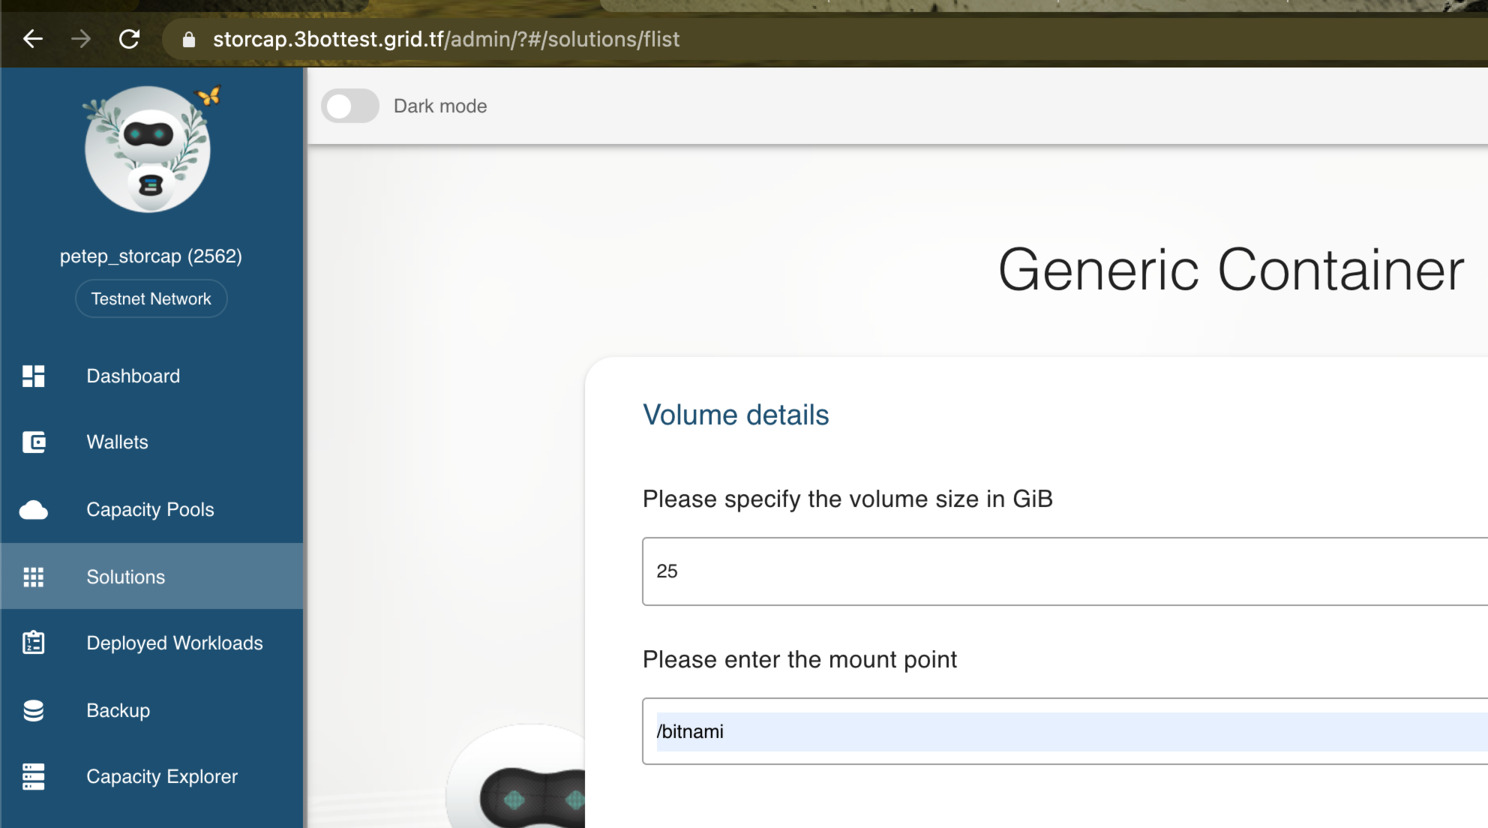 storcap.3bottest.grid.tf/admin/?#/solutions/flist
Dark mode
petep_storcap (2562)
Testnet Network
Dashboard
Wallets
Capacity Pools
Solutions
Deployed Workloads
Backup
Capacity Explorer
Generic Container
Volume details
Please specify the volume size in GiB
25
Please enter the mount point
/bitnami